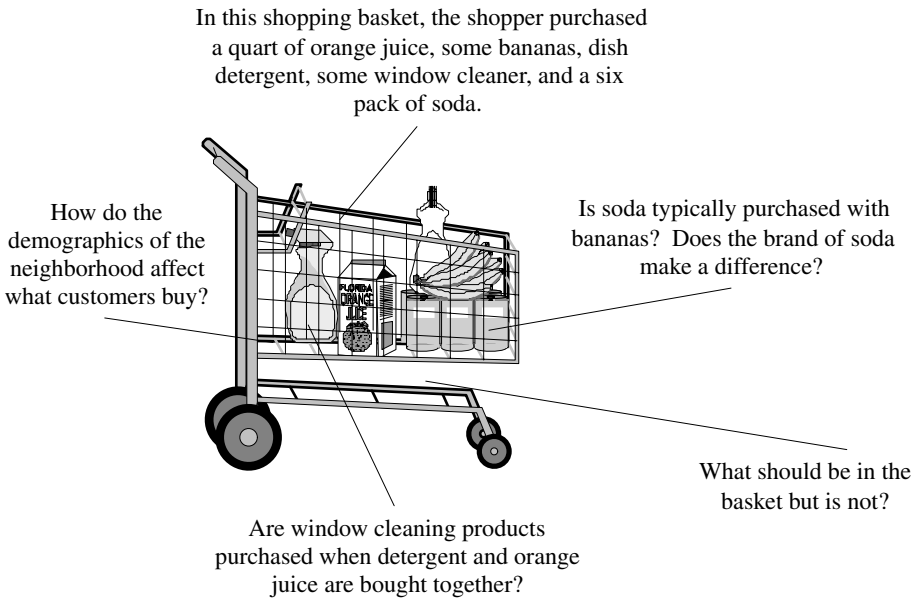 In this shopping basket, the shopper purchased
a quart of orange juice, some bananas, dish
detergent, some window cleaner, and a six
pack of soda.
How do the
demographics of the
neighborhood affect
what customers buy?
Is soda typically purchased with
bananas?  Does the brand of soda
make a difference?
FLORIDA
ORANGE
JUICE
What should be in the
basket but is not?
Are window cleaning products
purchased when detergent and orange
juice are bought together?